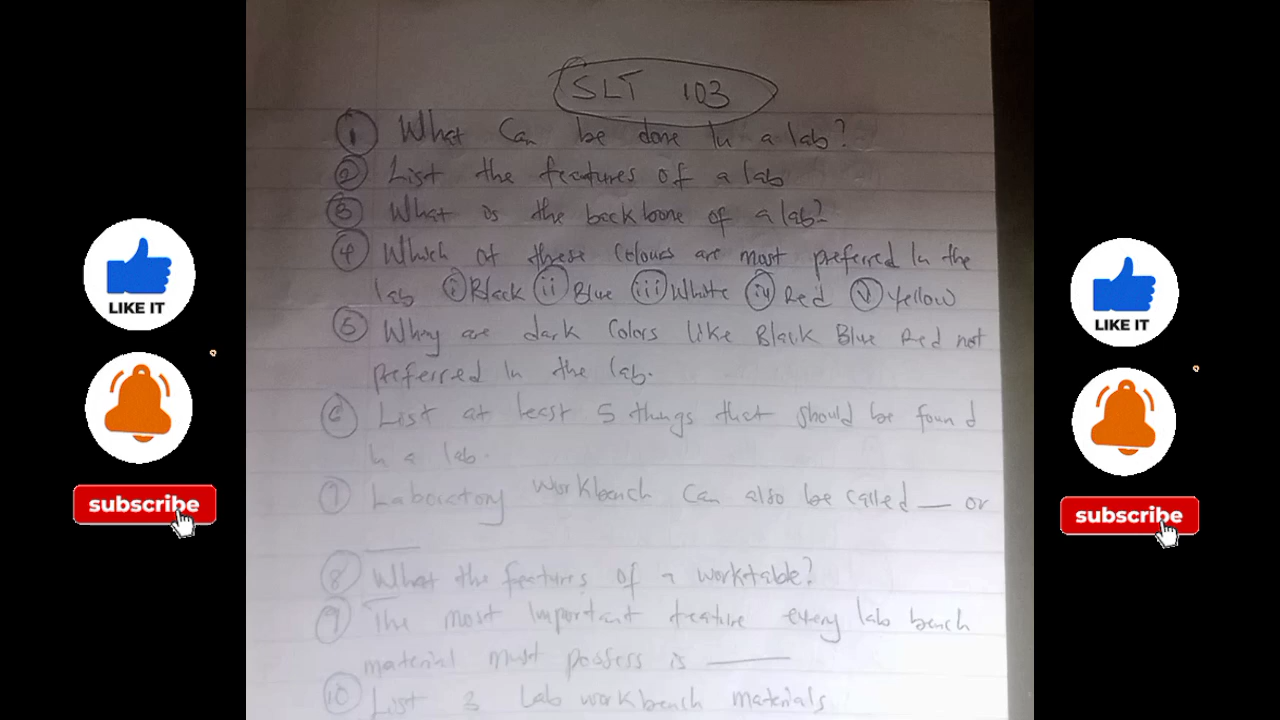 SLT 103
① What Can be done In a lab?
② List the features of a lab
③ What is the backbone of a lab?
④ Which of these Colours are most preferred In the
lab ⓘ Black ⓘⓘ Blue ⓘⓘⓘ White ⓘⓥ Red ⓥ Yellow
⑤ Whay are dark Colors like Black Blue Red not
preferred In the lab.
⑥ List at least 5 things that should be found
In a lab.
⑦ Laboratory workbench Can also be called __ or
__
⑧ What the features of a worktable?
⑨ The most Important feature every lab bench
material must possess is __
⑩ List 3 Lab workbench materials
LIKE IT
subscribe
LIKE IT
subscribe